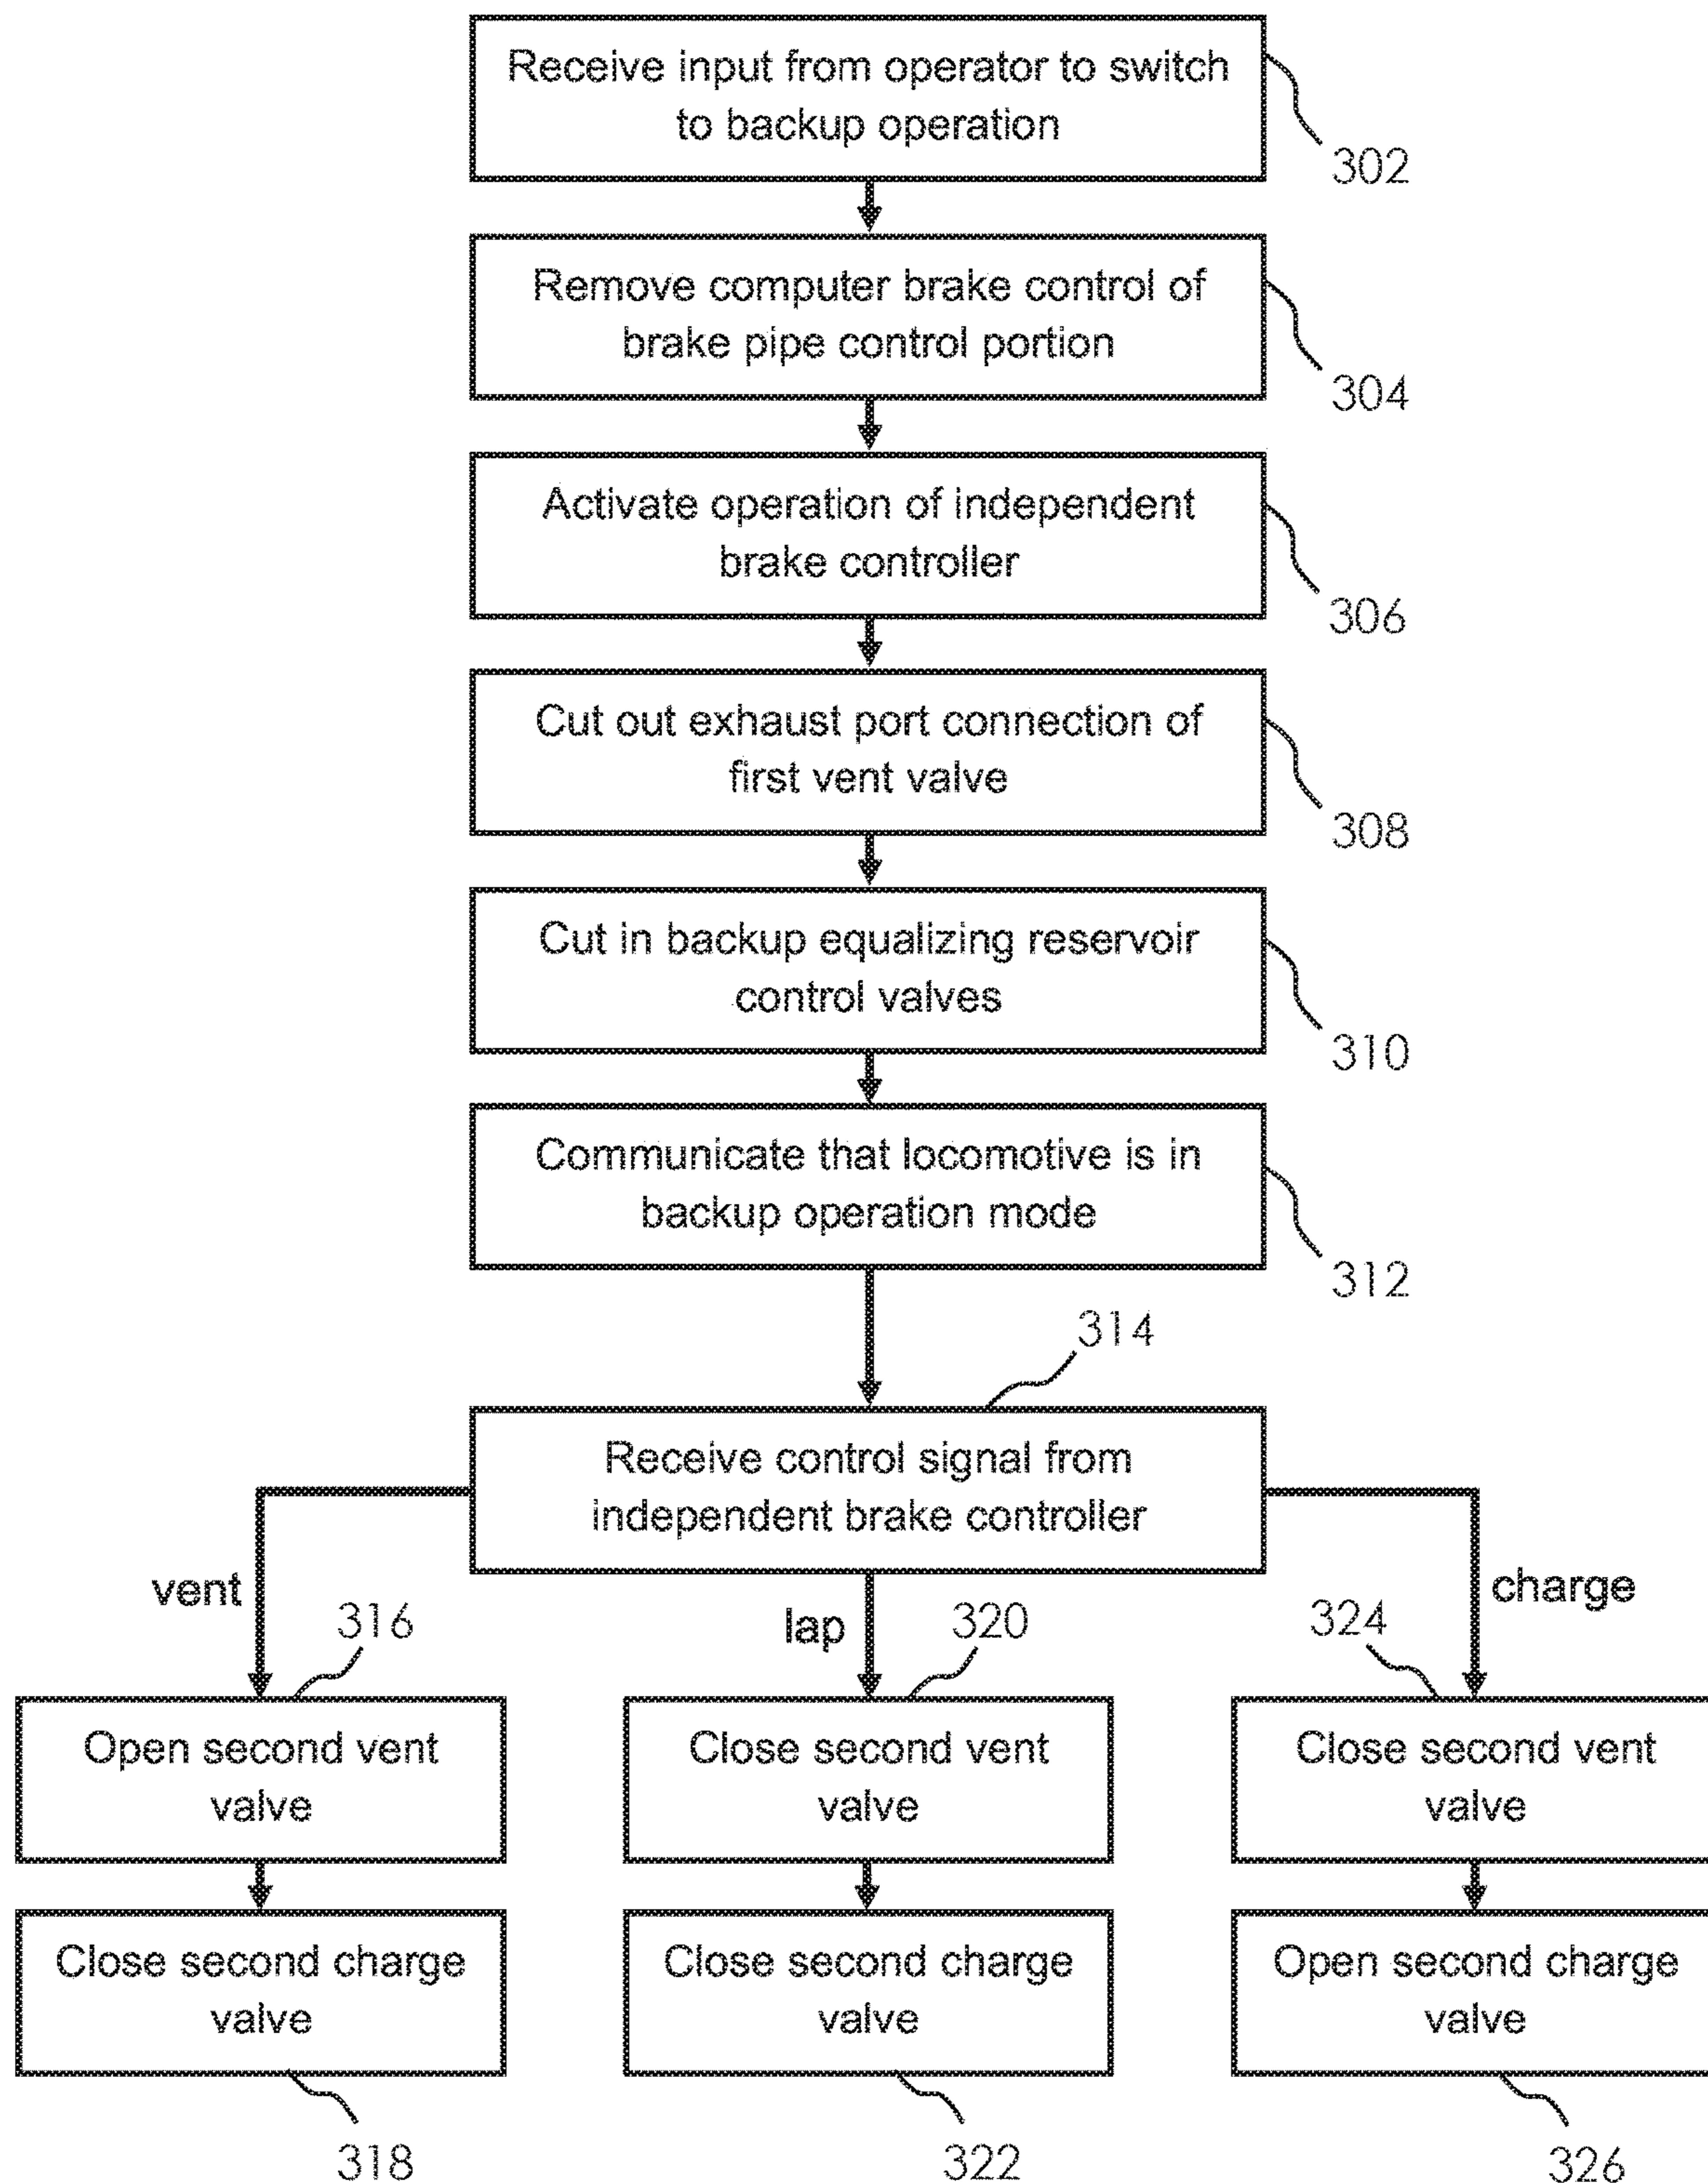 Receive input from operator to switch
to backup operation
302
Remove computer brake control of
brake pipe control portion
304
Activate operation of independent
brake controller
306
Cut out exhaust port connection of
first vent valve
308
Cut in backup equalizing reservoir
control valves
310
Communicate that locomotive is in
backup operation mode
312
314
Receive control signal from
independent brake controller
vent
lap
charge
316
320
324
Open second vent
valve
Close second vent
valve
Close second vent
valve
Close second charge
valve
Close second charge
valve
Open second charge
valve
318
322
326